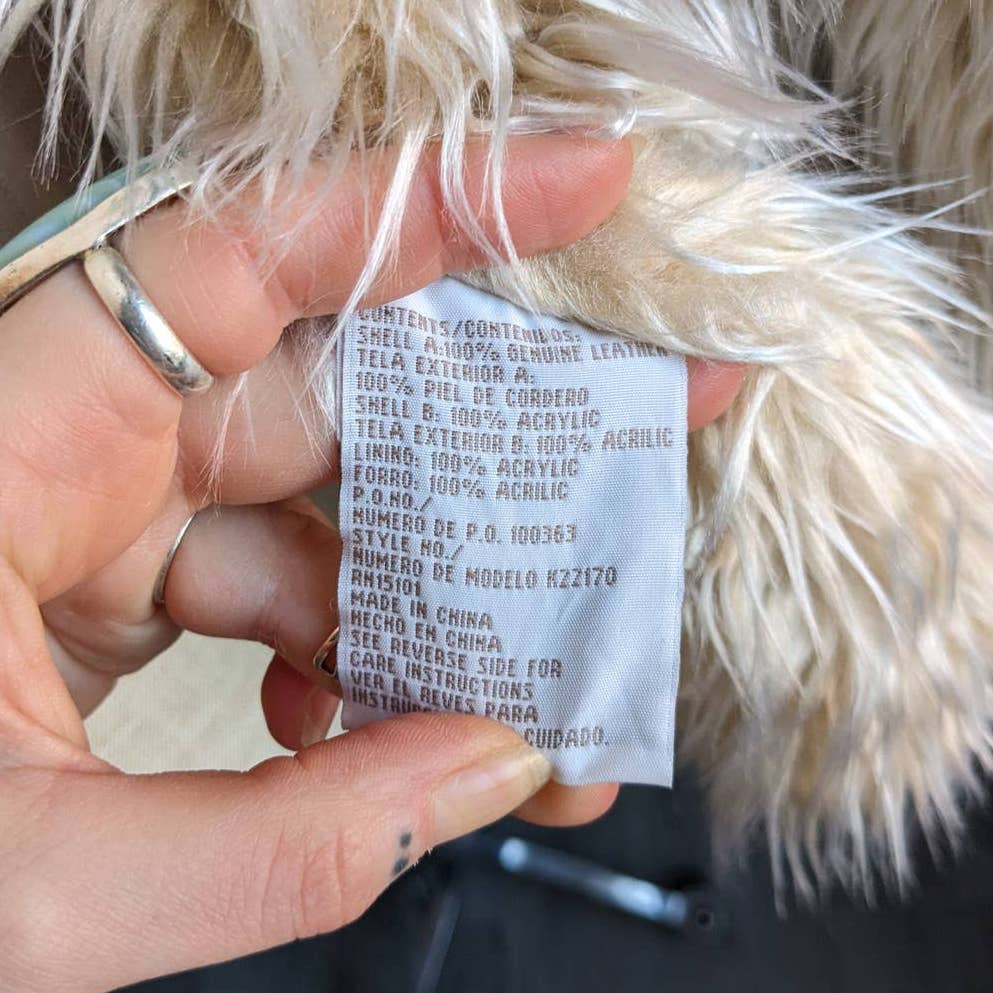 CONTENTS/CONTENIDOS:
SHELL A:100% GENUINE LEATHER
TELA EXTERIOR A:
100% PIEL DE CORDERO
SHELL B: 100% ACRYLIC
TELA EXTERIOR B: 100% ACRILIC
LINING: 100% ACRYLIC
FORRO: 100% ACRILIC
P.O.NO./
NUMERO DE P.O. 100363
STYLE NO./
NUMERO DE MODELO K22170
RN15101
MADE IN CHINA
HECHO EN CHINA
SEE REVERSE SIDE FOR
CARE INSTRUCTIONS
VER EL REVES PARA
CUIDADO.